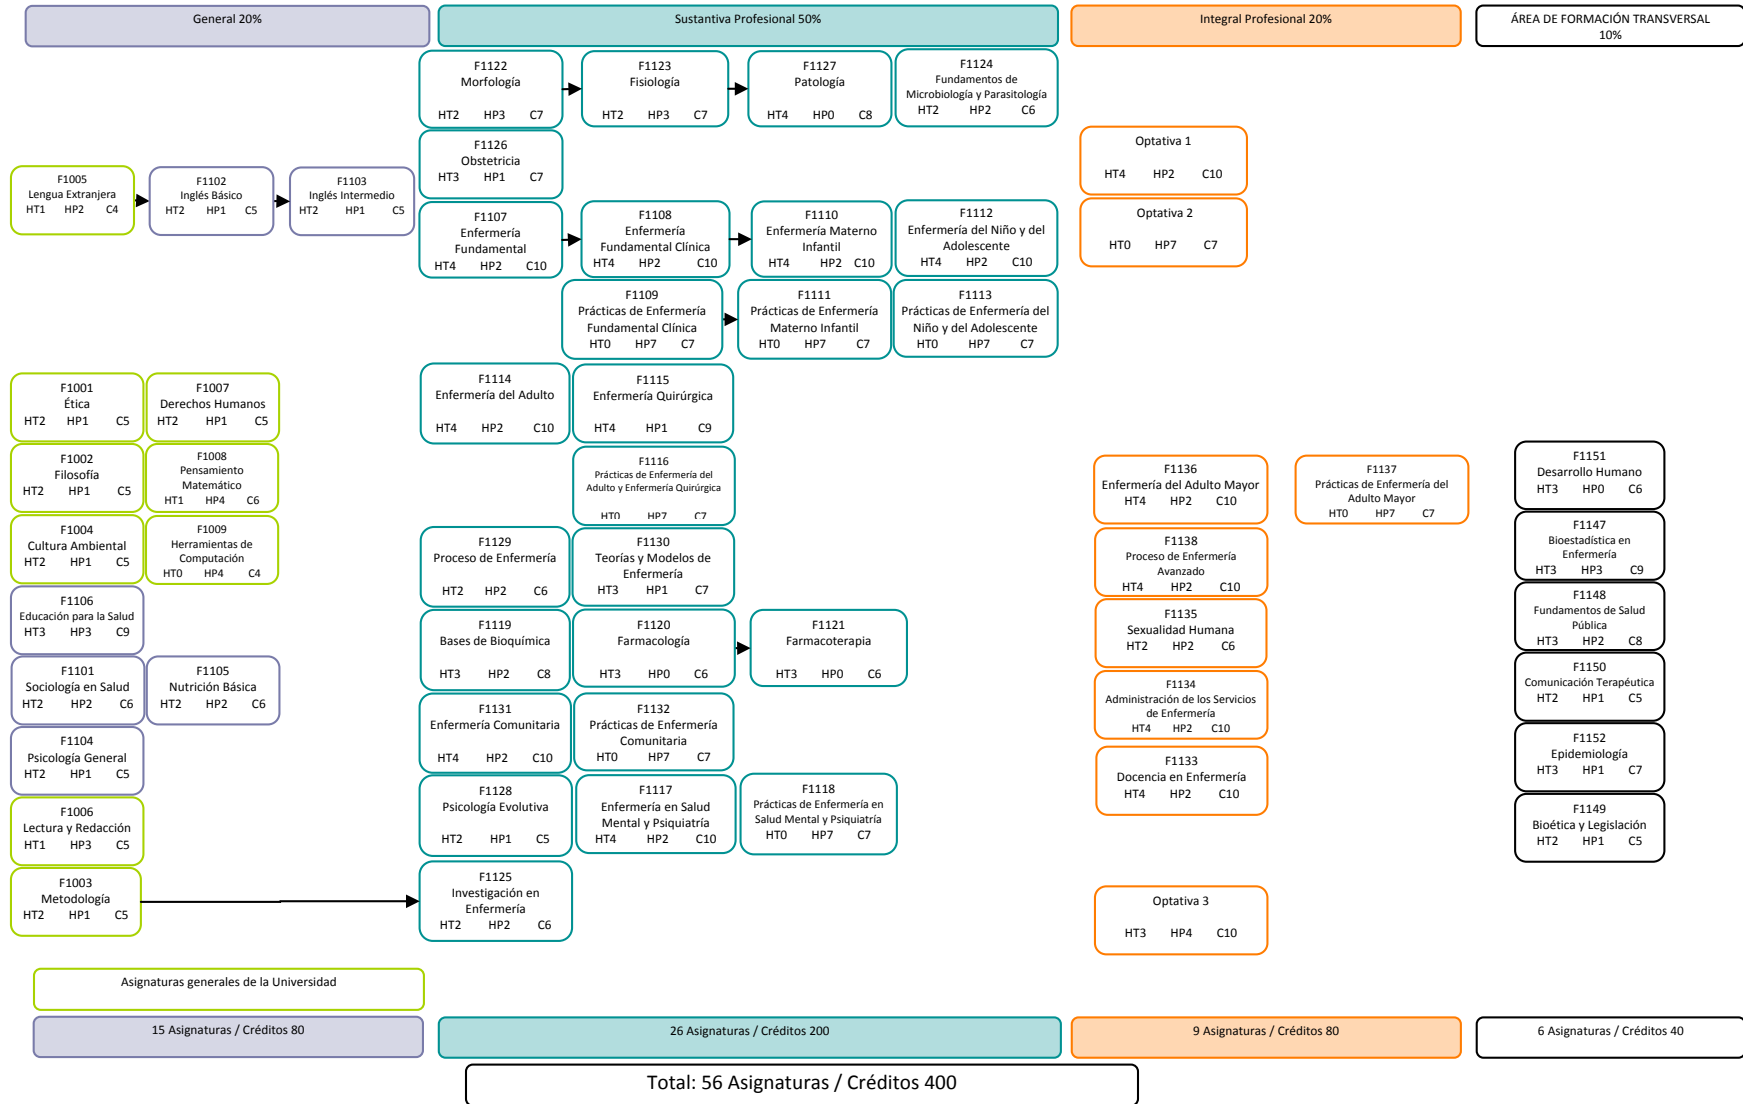 General 20%
Sustantiva Profesional 50%
Integral Profesional 20%
ÁREA DE FORMACIÓN TRANSVERSAL
10%
F1122
Morfología
HT2 HP3 C7
F1123
Fisiología
HT2 HP3 C7
F1127
Patología
HT4 HP0 C8
F1124
Fundamentos de
Microbiología y Parasitología
HT2 HP2 C6
F1126
Obstetricia
HT3 HP1 C7
Optativa 1
HT4 HP2 C10
F1005
Lengua Extranjera
HT1 HP2 C4
F1102
Inglés Básico
HT2 HP1 C5
F1103
Inglés Intermedio
HT2 HP1 C5
F1107
Enfermería
Fundamental
HT4 HP2 C10
F1108
Enfermería
Fundamental Clínica
HT4 HP2 C10
F1110
Enfermería Materno
Infantil
HT4 HP2 C10
F1112
Enfermería del Niño y del
Adolescente
HT4 HP2 C10
Optativa 2
HT0 HP7 C7
F1109
Prácticas de Enfermería
Fundamental Clínica
HT0 HP7 C7
F1111
Prácticas de Enfermería
Materno Infantil
HT0 HP7 C7
F1113
Prácticas de Enfermería del
Niño y del Adolescente
HT0 HP7 C7
F1001
Ética
HT2 HP1 C5
F1007
Derechos Humanos
HT2 HP1 C5
F1114
Enfermería del Adulto
HT4 HP2 C10
F1115
Enfermería Quirúrgica
HT4 HP1 C9
F1002
Filosofía
HT2 HP1 C5
F1008
Pensamiento
Matemático
HT1 HP4 C6
F1116
Prácticas de Enfermería del
Adulto y Enfermería Quirúrgica
HT0 HP7 C7
F1136
Enfermería del Adulto Mayor
HT4 HP2 C10
F1137
Prácticas de Enfermería del
Adulto Mayor
HT0 HP7 C7
F1151
Desarrollo Humano
HT3 HP0 C6
F1004
Cultura Ambiental
HT2 HP1 C5
F1009
Herramientas de
Computación
HT0 HP4 C4
F1129
Proceso de Enfermería
HT2 HP2 C6
F1130
Teorías y Modelos de
Enfermería
HT3 HP1 C7
F1138
Proceso de Enfermería
Avanzado
HT4 HP2 C10
F1147
Bioestadística en
Enfermería
HT3 HP3 C9
F1106
Educación para la Salud
HT3 HP3 C9
F1119
Bases de Bioquímica
HT3 HP2 C8
F1120
Farmacología
HT3 HP0 C6
F1121
Farmacoterapia
HT3 HP0 C6
F1135
Sexualidad Humana
HT2 HP2 C6
F1148
Fundamentos de Salud
Pública
HT3 HP2 C8
F1101
Sociología en Salud
HT2 HP2 C6
F1105
Nutrición Básica
HT2 HP2 C6
F1131
Enfermería Comunitaria
HT4 HP2 C10
F1132
Prácticas de Enfermería
Comunitaria
HT0 HP7 C7
F1134
Administración de los Servicios
de Enfermería
HT4 HP2 C10
F1150
Comunicación Terapéutica
HT2 HP1 C5
F1104
Psicología General
HT2 HP1 C5
F1133
Docencia en Enfermería
HT4 HP2 C10
F1152
Epidemiología
HT3 HP1 C7
F1006
Lectura y Redacción
HT1 HP3 C5
F1128
Psicología Evolutiva
HT2 HP1 C5
F1117
Enfermería en Salud
Mental y Psiquiatría
HT4 HP2 C10
F1118
Prácticas de Enfermería en
Salud Mental y Psiquiatría
HT0 HP7 C7
F1149
Bioética y Legislación
HT2 HP1 C5
F1003
Metodología
HT2 HP1 C5
F1125
Investigación en
Enfermería
HT2 HP2 C6
Optativa 3
HT3 HP4 C10
Asignaturas generales de la Universidad
15 Asignaturas / Créditos 80
26 Asignaturas / Créditos 200
9 Asignaturas / Créditos 80
6 Asignaturas / Créditos 40
Total: 56 Asignaturas / Créditos 400